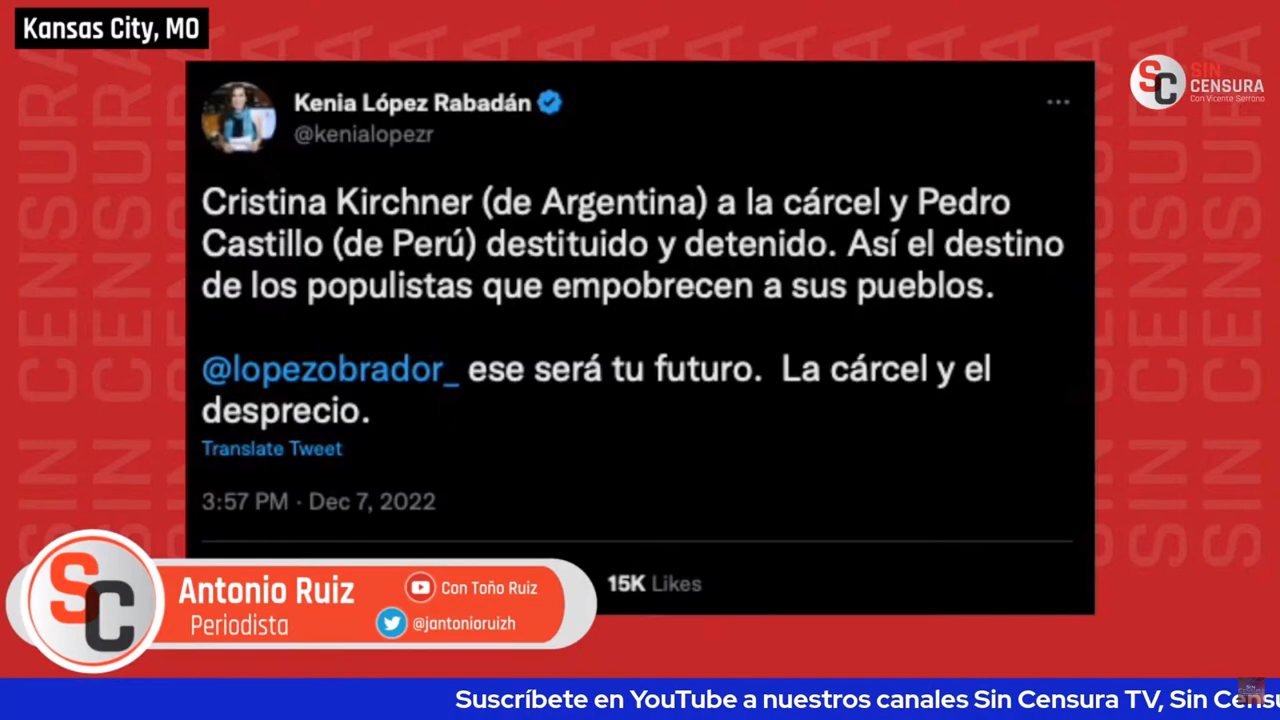 Kansas City, MO
SC
SIN
CENSURA
Con Vicente Serrano
Kenia López Rabadán
@kenialopezr
Cristina Kirchner (de Argentina) a la cárcel y Pedro
Castillo (de Perú) destituido y detenido. Así el destino
de los populistas que empobrecen a sus pueblos.
@lopezobrador_ ese será tu futuro.  La cárcel y el
desprecio.
Translate Tweet
3:57 PM · Dec 7, 2022
15K Likes
SC
Antonio Ruiz
Periodista
Con Toño Ruiz
@jantonioruizh
Suscríbete en YouTube a nuestros canales Sin Censura TV, Sin Censu
SIN CENSURA